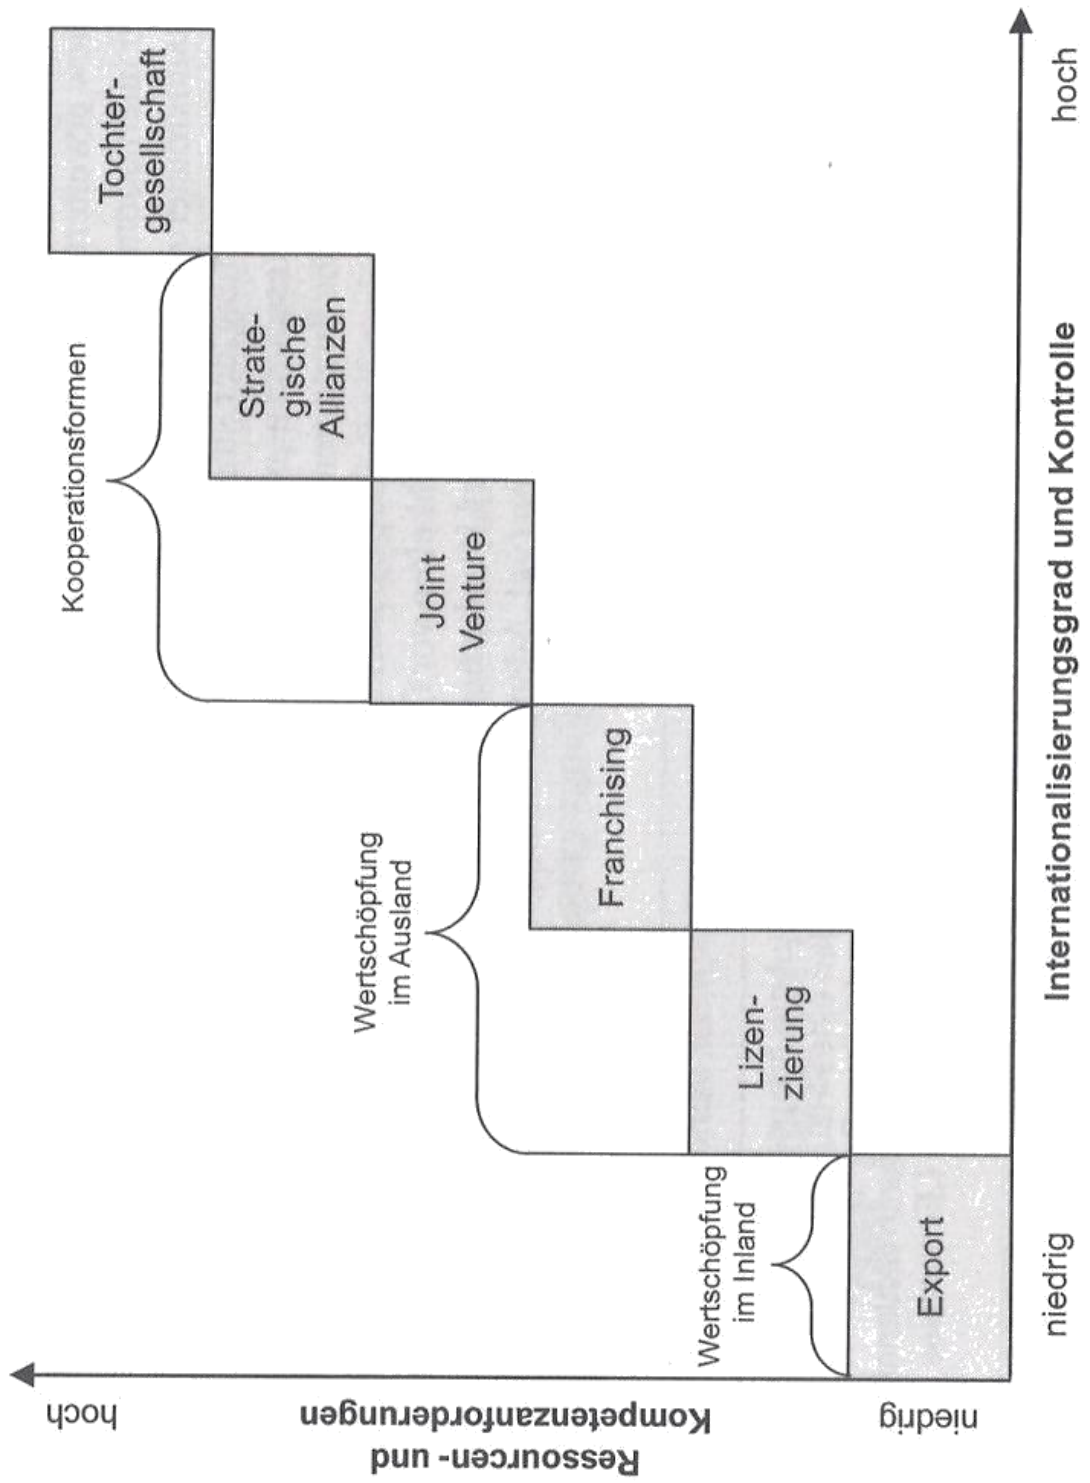 Ressourcen- und
Kompetenzanforderungen
hoch
niedrig
Tochter-
gesellschaft
Kooperationsformen
Strate-
gische
Allianzen
Joint
Venture
Wertschöpfung
im Ausland
Franchising
Lizen-
zierung
Wertschöpfung
im Inland
Export
niedrig
hoch
Internationalisierungsgrad und Kontrolle